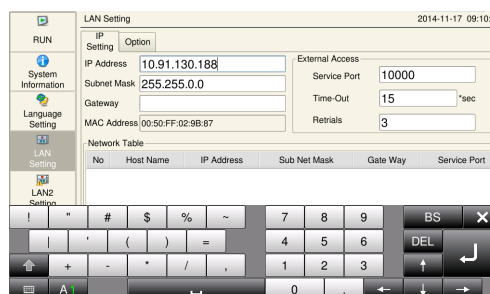 LAN Setting 2014-11-17 09:10:
RUN
System
Information
Language
Setting
LAN
Setting
LAN2
Setting
IP
Setting
Option
IP Address 10.91.130.188
Subnet Mask 255.255.0.0
Gateway
MAC Address 00:50:FF:02:9B:87
External Access
Service Port 10000
Time-Out 15 *sec
Retrials 3
Network Table
No Host Name IP Address Sub Net Mask Gate Way Service Port
! " # $ % ~ 7 8 9 BS X
| ' ( ) = 4 5 6 DEL
+ - * / , 1 2 3
A 0 .